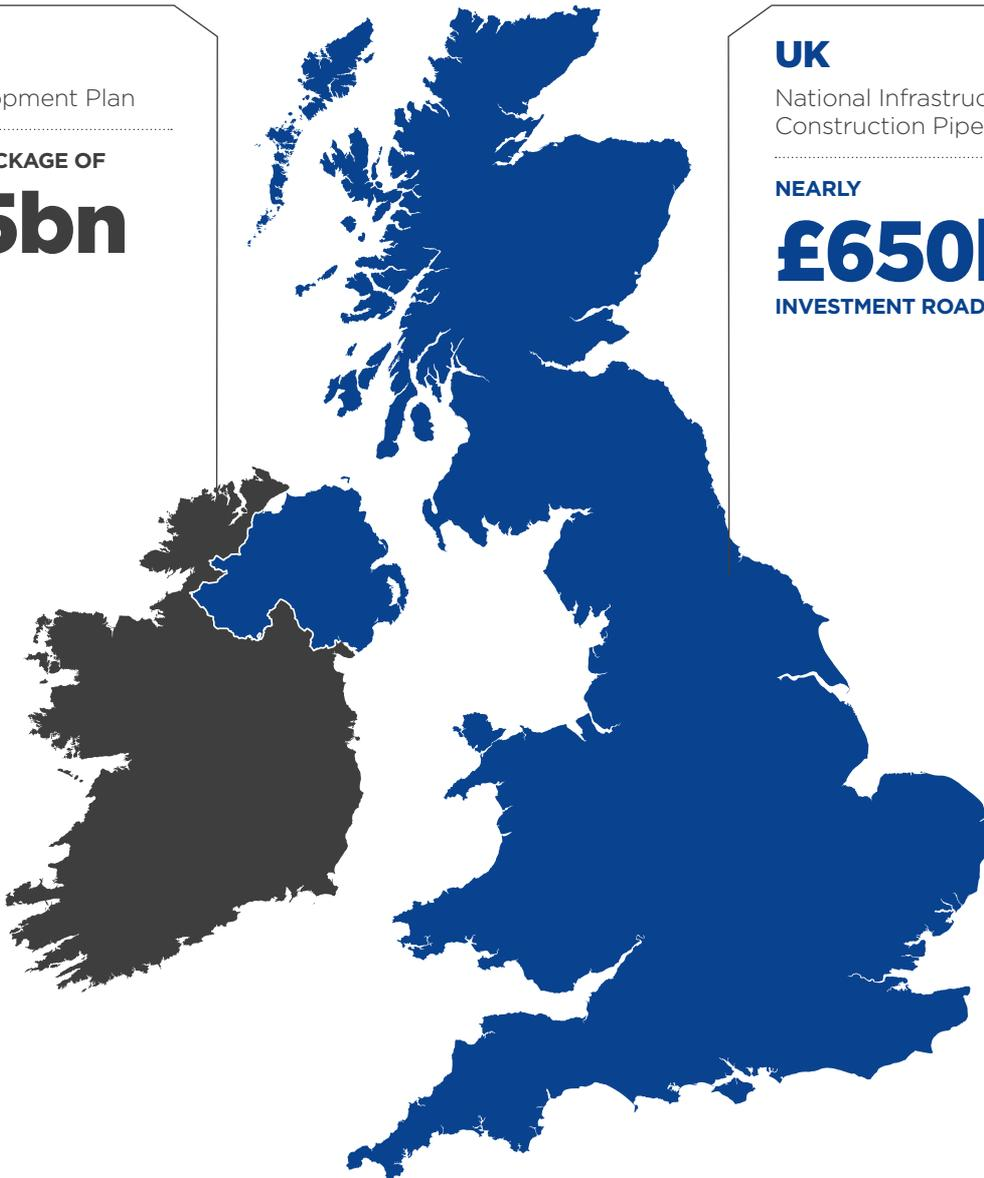 opment Plan
CKAGE OF
5bn
UK
National Infrastruc
Construction Pipe
NEARLY
£650
INVESTMENT ROAD